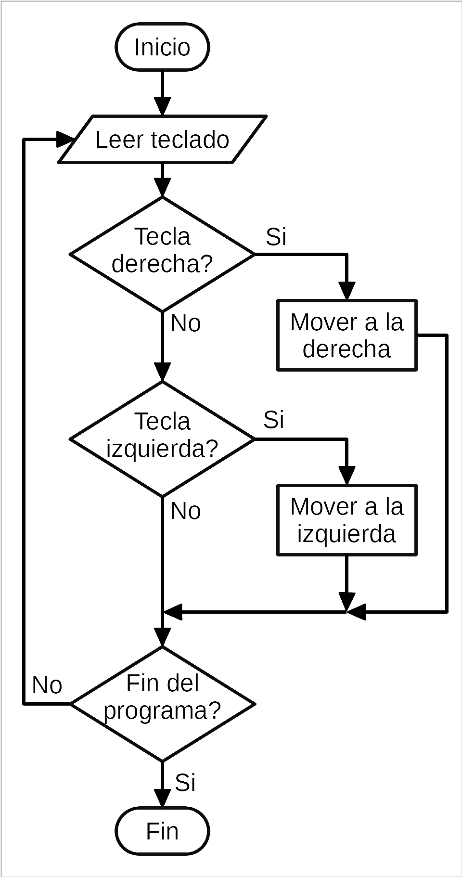 Inicio
Leer teclado
Tecla
derecha?
Si
No
Mover a la
derecha
Tecla
izquierda?
Si
No
Mover a la
izquierda
Fin del
programa?
No
Si
Fin